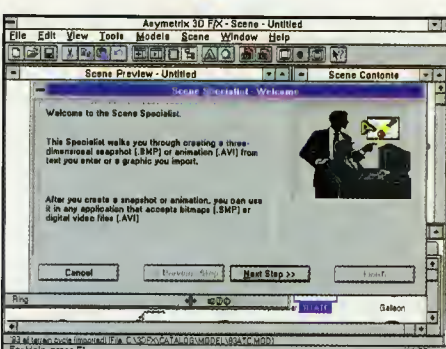 Asymetrix 3D F/X - Scene - Untitled
File Edit View Tools Models Scene Window Help
Scene Preview - Untitled
Scene Contents
Scene Specialist - Welcome
Welcome to the Scene Specialist.
This Specialist walks you through creating a three-
dimensional snapshot (.BMP) or animation (.AVI) from
text you enter or a graphic you import.
After you create a snapshot or animation, you can use
it in any application that accepts bitmaps (.BMP) or
digital video files (.AVI)
Cancel
Next Step >>
Ring
93ATC